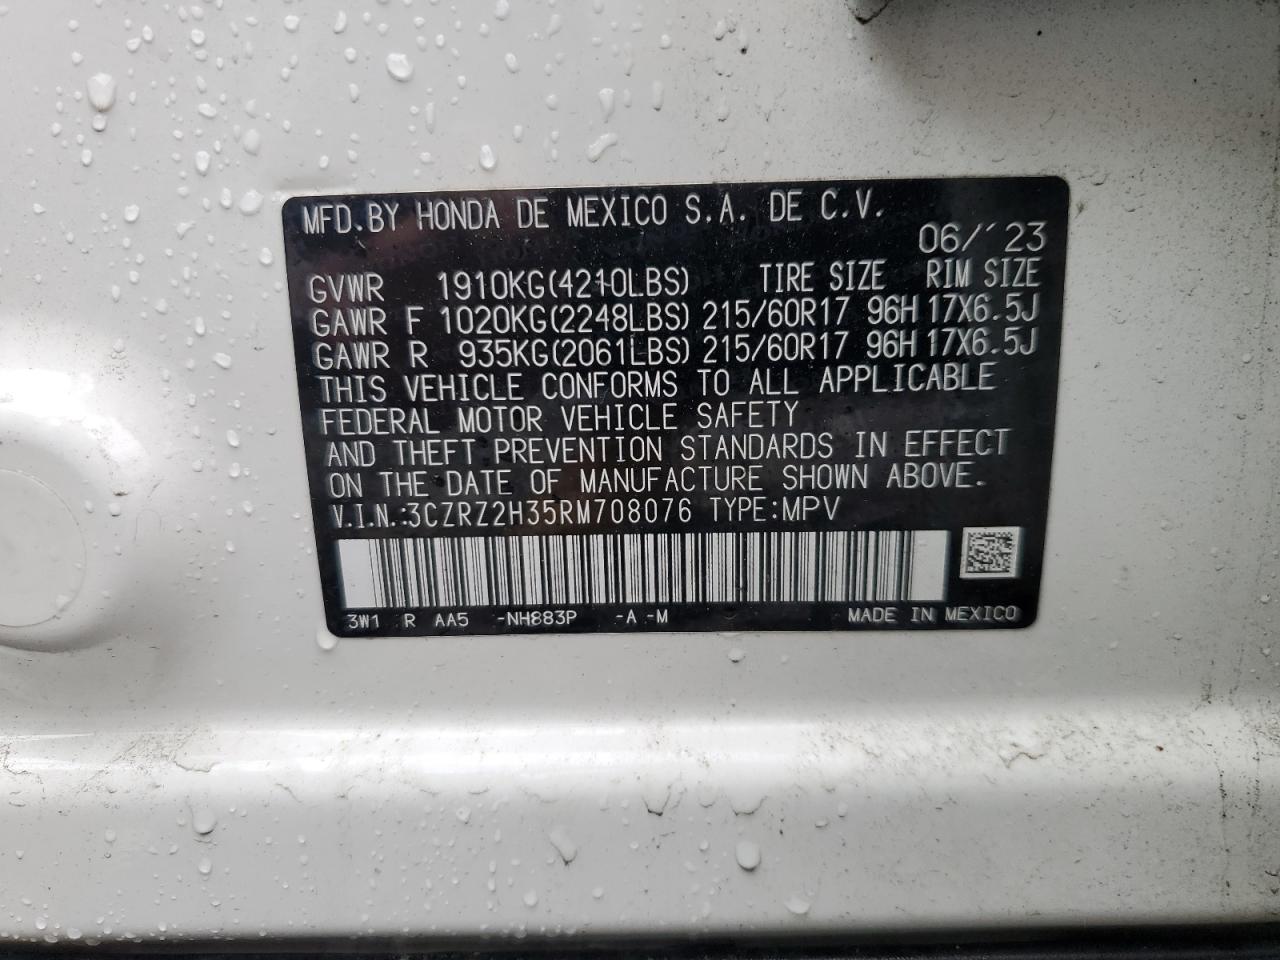 MFD.BY HONDA DE MEXICO S.A. DE C.V.
06/'23
GVWR 1910KG(4210LBS) TIRE SIZE RIM SIZE
GAWR F 1020KG(2248LBS) 215/60R17 96H 17X6.5J
GAWR R 935KG(2061LBS) 215/60R17 96H 17X6.5J
THIS VEHICLE CONFORMS TO ALL APPLICABLE
FEDERAL MOTOR VEHICLE SAFETY
AND THEFT PREVENTION STANDARDS IN EFFECT
ON THE DATE OF MANUFACTURE SHOWN ABOVE.
V.I.N.:3CZRZ2H35RM708076 TYPE:MPV
3W1 R AA5 -NH883P -A -M MADE IN MEXICO